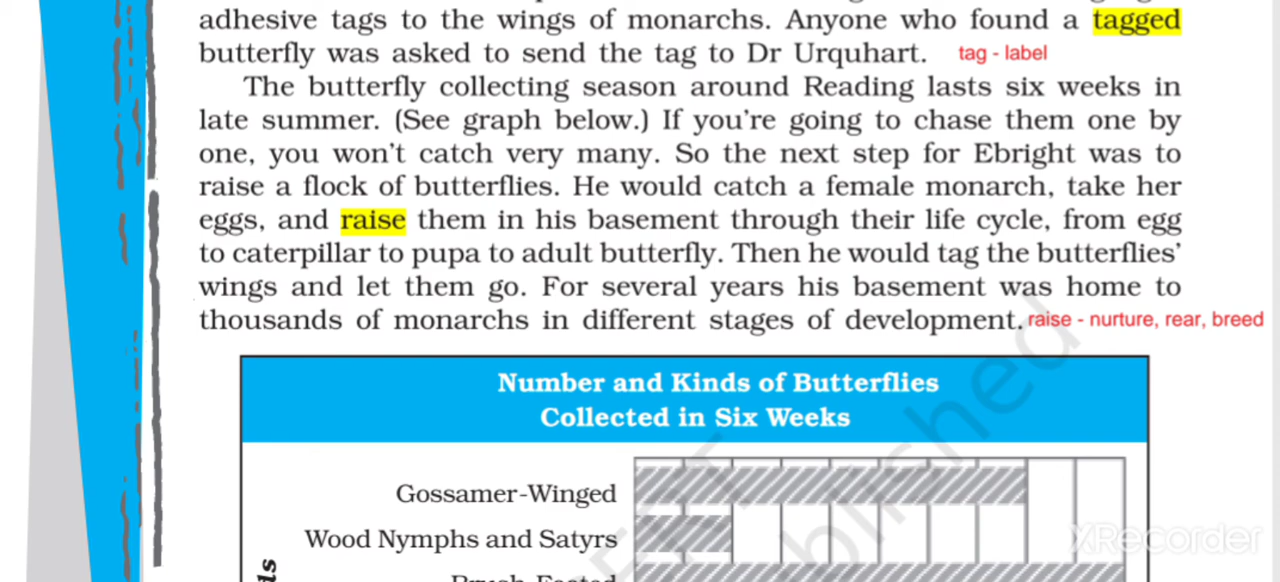 adhesive tags to the wings of monarchs. Anyone who found a tagged
butterfly was asked to send the tag to Dr Urquhart. tag - label
The butterfly collecting season around Reading lasts six weeks in
late summer. (See graph below.) If you're going to chase them one by
one, you won't catch very many. So the next step for Ebright was to
raise a flock of butterflies. He would catch a female monarch, take her
eggs, and raise them in his basement through their life cycle, from egg
to caterpillar to pupa to adult butterfly. Then he would tag the butterflies'
wings and let them go. For several years his basement was home to
thousands of monarchs in different stages of development. raise - nurture, rear, breed
Number and Kinds of Butterflies
Collected in Six Weeks
Gossamer-Winged
Wood Nymphs and Satyrs
XRecorder